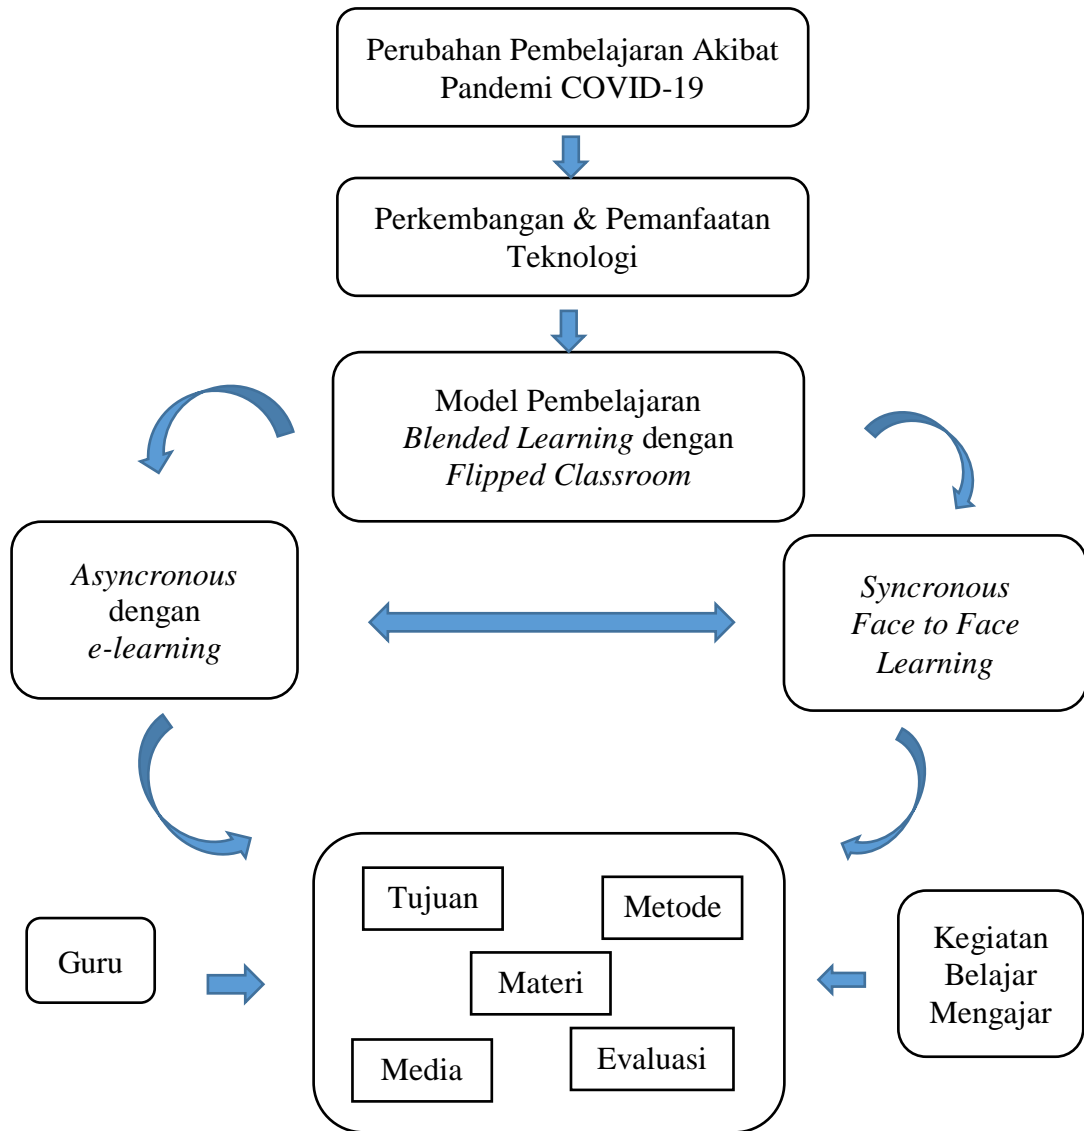 Perubahan Pembelajaran Akibat
Pandemi COVID-19
Perkembangan & Pemanfaatan
Teknologi
Model Pembelajaran
Blended Learning dengan
Flipped Classroom
Asyncronous
dengan
e-learning
Syncronous
Face to Face
Learning
Tujuan
Metode
Materi
Media
Evaluasi
Guru
Kegiatan
Belajar
Mengajar